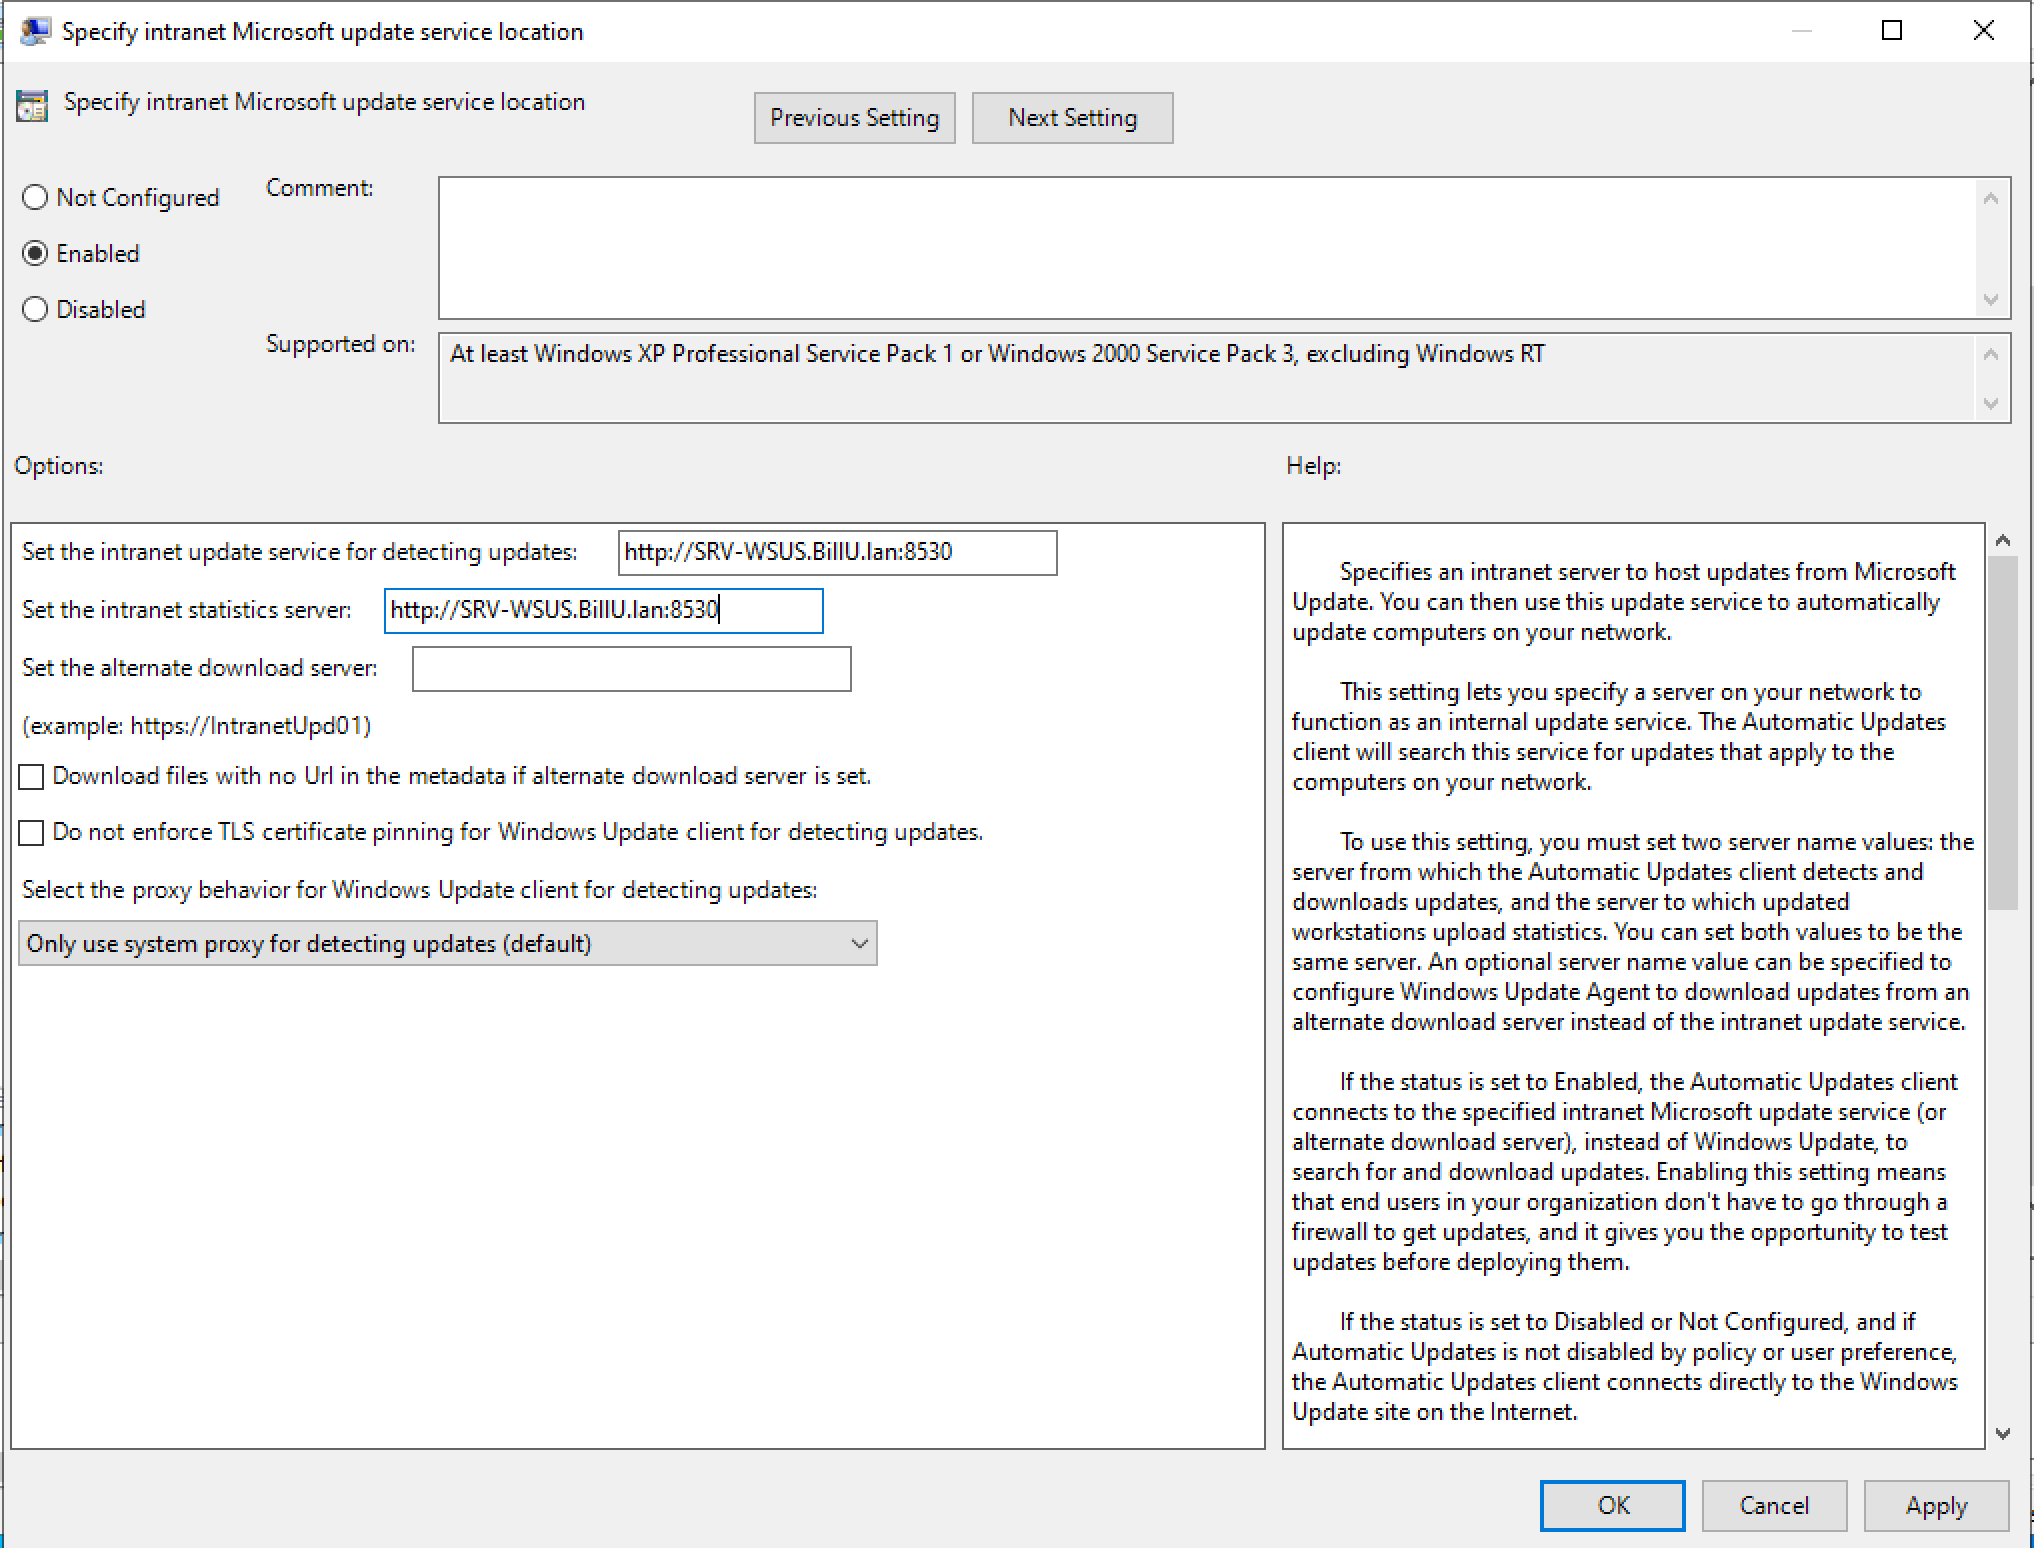 Specify intranet Microsoft update service location
Specify intranet Microsoft update service location
Previous Setting
Next Setting
Not Configured
Enabled
Disabled
Comment:
Supported on:
At least Windows XP Professional Service Pack 1 or Windows 2000 Service Pack 3, excluding Windows RT
Options:
Set the intranet update service for detecting updates: http://SRV-WSUS.BillU.lan:8530
Set the intranet statistics server: http://SRV-WSUS.BillU.lan:8530
Set the alternate download server:
(example: https://IntranetUpd01)
Download files with no Url in the metadata if alternate download server is set.
Do not enforce TLS certificate pinning for Windows Update client for detecting updates.
Select the proxy behavior for Windows Update client for detecting updates:
Only use system proxy for detecting updates (default)
Help:
Specifies an intranet server to host updates from Microsoft
Update. You can then use this update service to automatically
update computers on your network.
This setting lets you specify a server on your network to
function as an internal update service. The Automatic Updates
client will search this service for updates that apply to the
computers on your network.
To use this setting, you must set two server name values: the
server from which the Automatic Updates client detects and
downloads updates, and the server to which updated
workstations upload statistics. You can set both values to be the
same server. An optional server name value can be specified to
configure Windows Update Agent to download updates from an
alternate download server instead of the intranet update service.
If the status is set to Enabled, the Automatic Updates client
connects to the specified intranet Microsoft update service (or
alternate download server), instead of Windows Update, to
search for and download updates. Enabling this setting means
that end users in your organization don't have to go through a
firewall to get updates, and it gives you the opportunity to test
updates before deploying them.
If the status is set to Disabled or Not Configured, and if
Automatic Updates is not disabled by policy or user preference,
the Automatic Updates client connects directly to the Windows
Update site on the Internet.
OK
Cancel
Apply